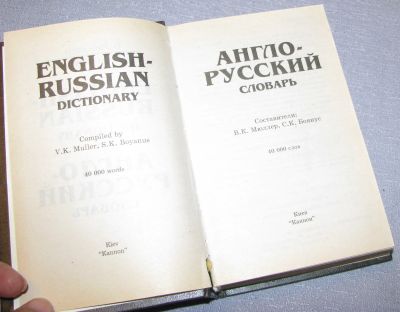 ENGLISH-
RUSSIAN
DICTIONARY
Compiled by
V.K. Muller, S.K. Boyanus
40 000 words
Kiev
"Kannon"
АНГЛО-
РУССКИЙ
СЛОВАРЬ
Составители:
В.К. Мюллер, С.К. Боянус
40 000 слов
Киев
"Каннон"